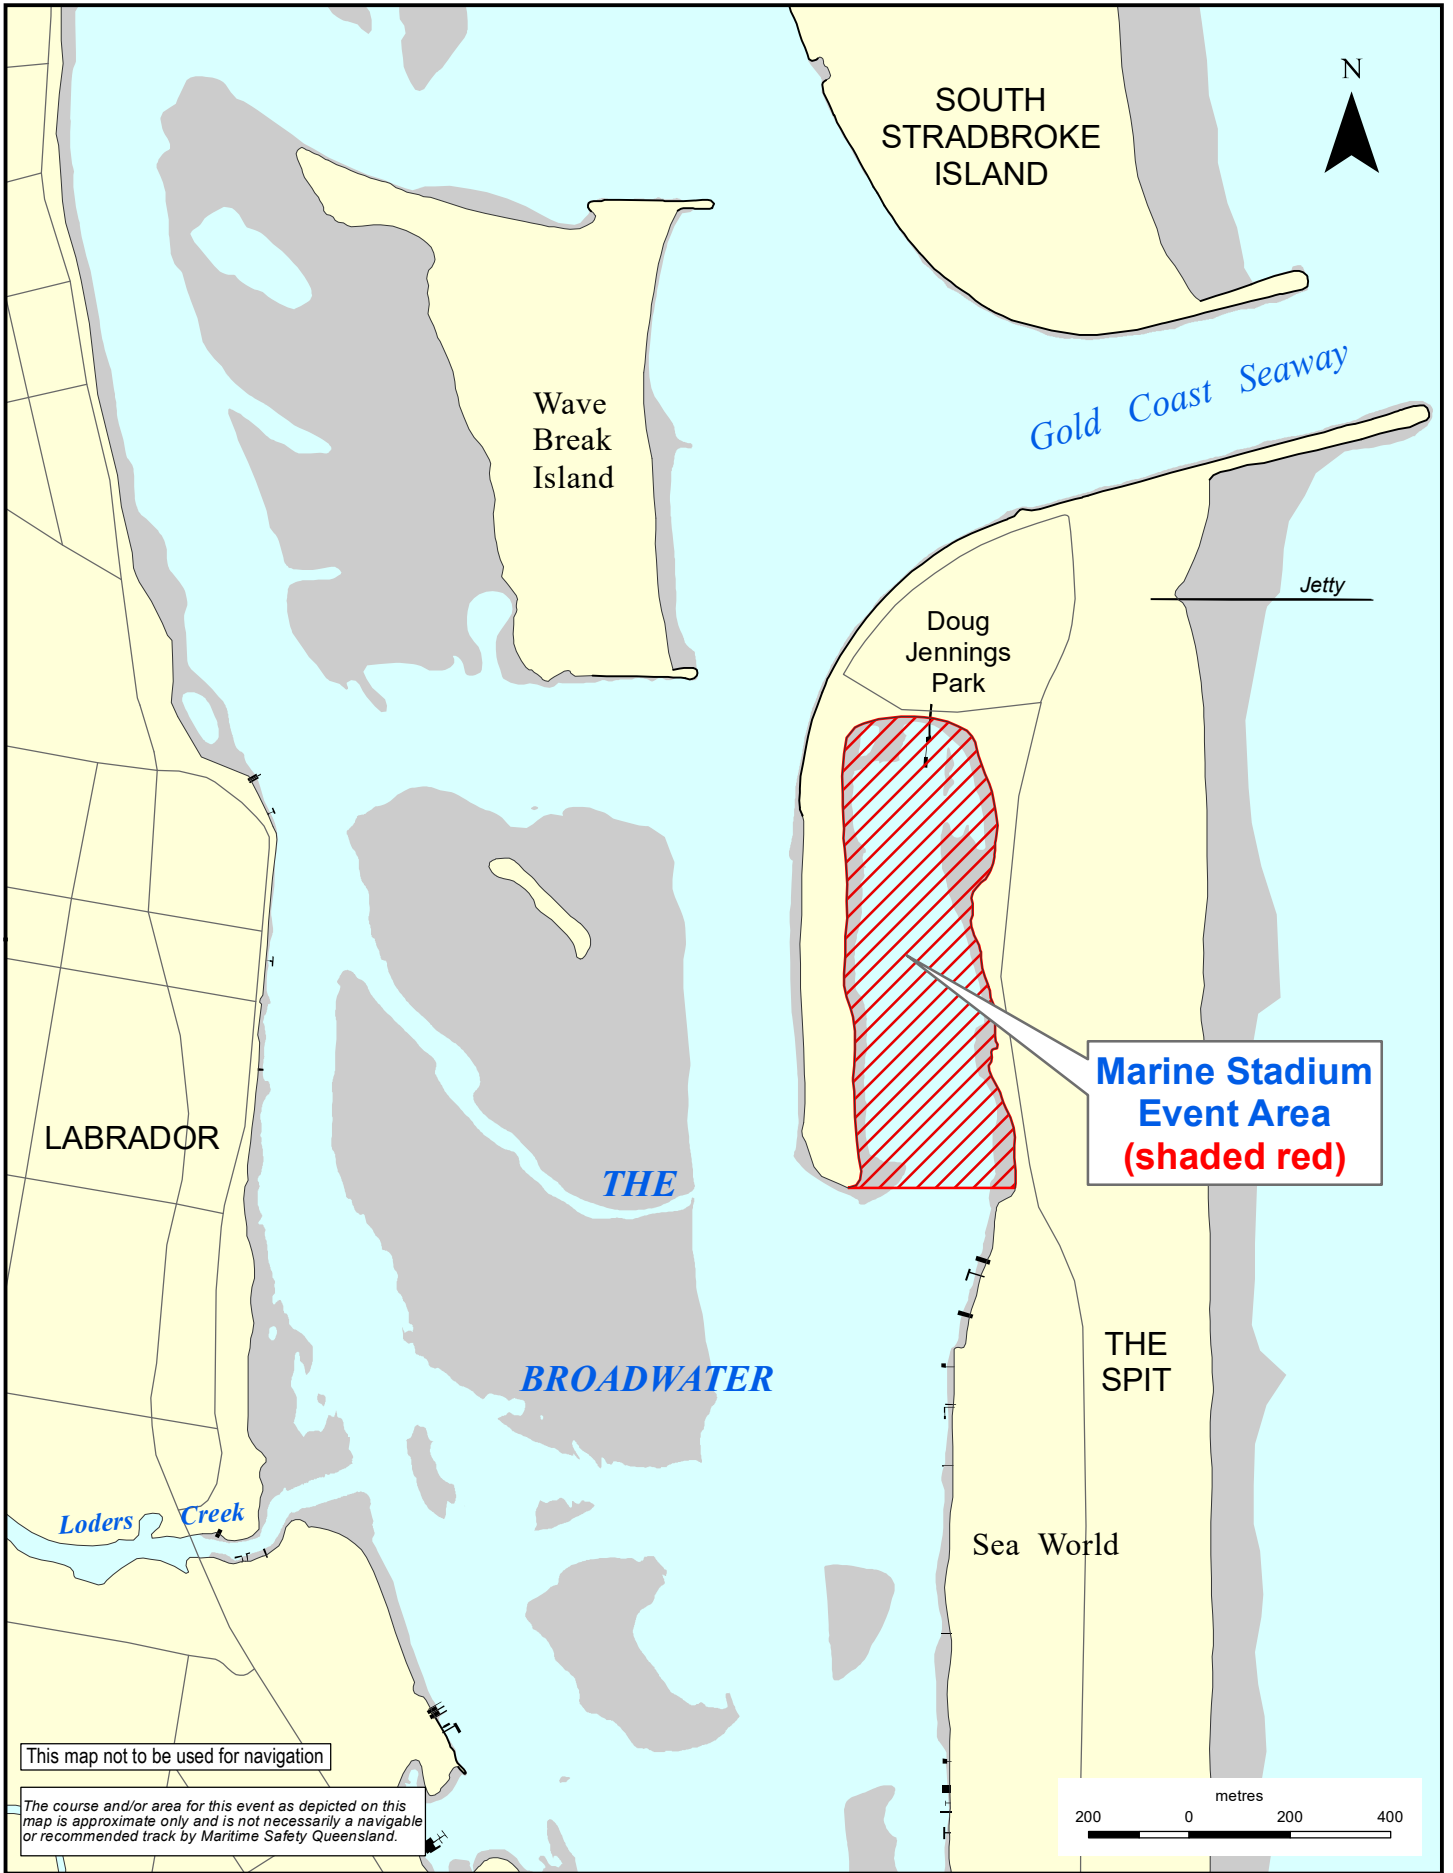 N
SOUTH
STRADBROKE
ISLAND
Gold Coast Seaway
Wave
Break
Island
Jetty
Doug
Jennings
Park
Marine Stadium
Event Area
(shaded red)
LABRADOR
THE
BROADWATER
THE
SPIT
Loders Creek
Sea World
This map not to be used for navigation
The course and/or area for this event as depicted on this
map is approximate only and is not necessarily a navigable
or recommended track by Maritime Safety Queensland.
metres
200 0 200 400